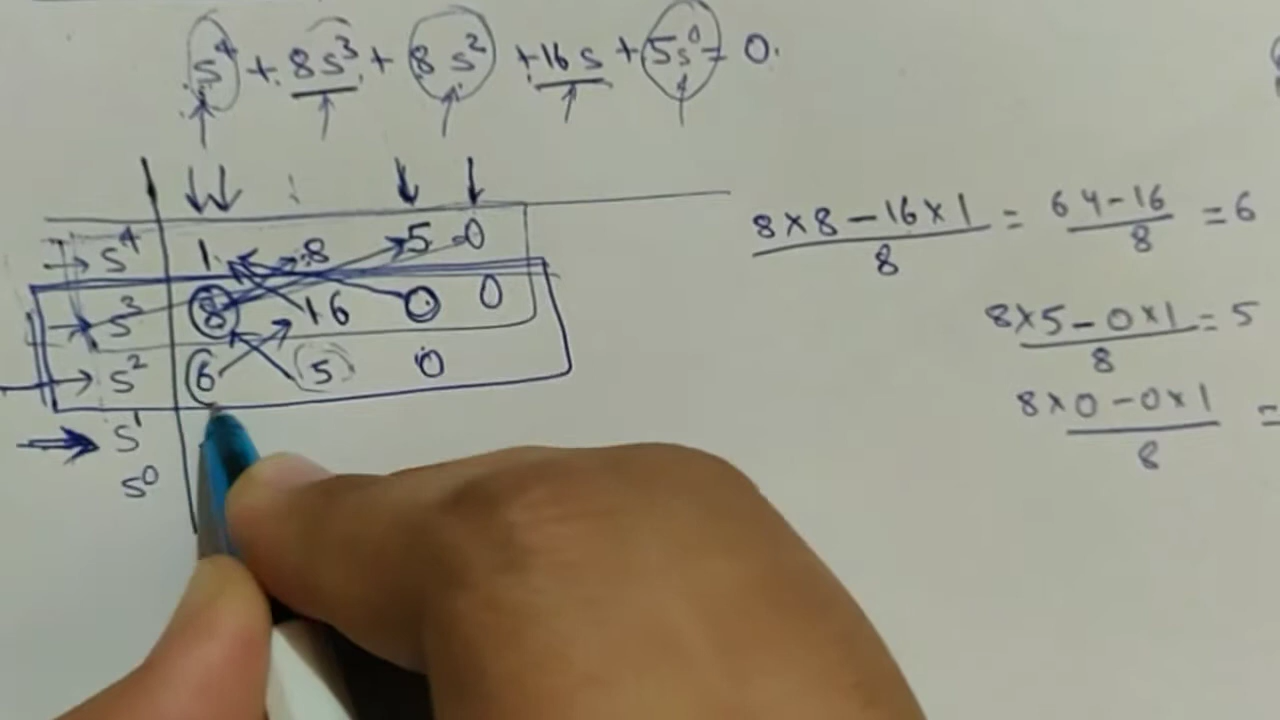 s⁴ + 8s³ + 8s² + 16s + 5s⁰ = 0.
s⁴ 1 8 5 0
s³ 8 16 0 0
s² 6 5 0
s¹
s⁰
8×8−16×1/8 = 64−16/8 = 6
8×5−0×1/8 = 5
8×0−0×1/8 =